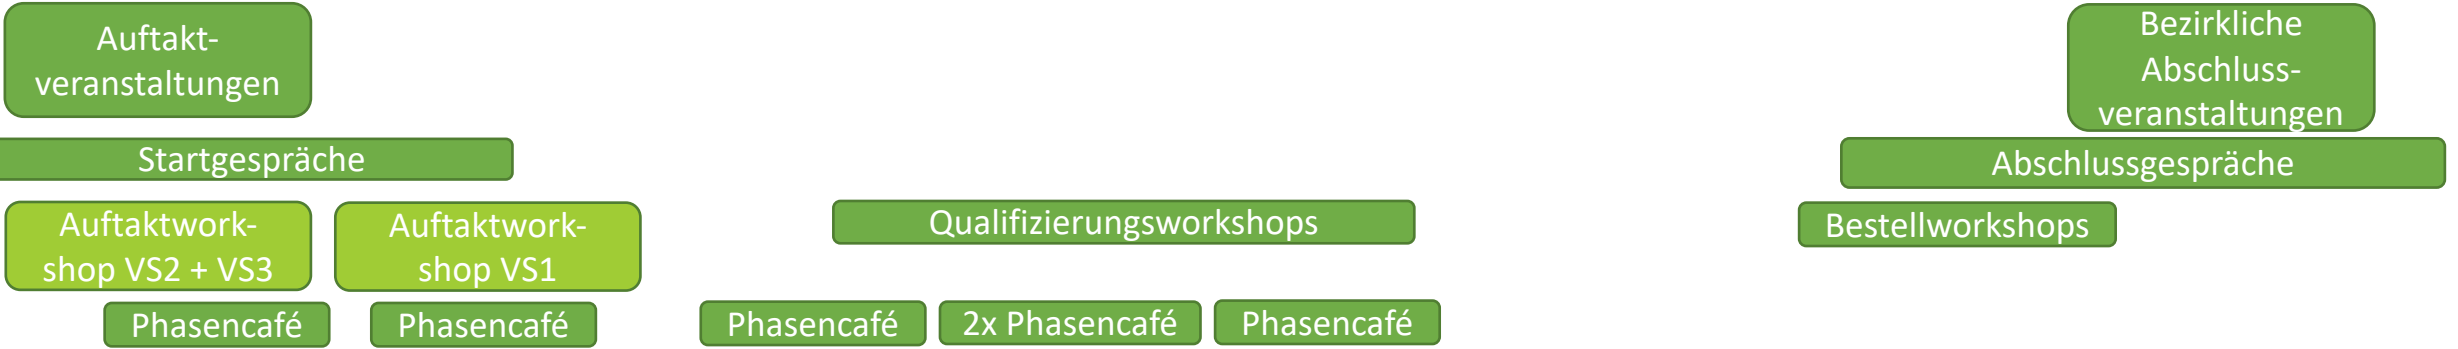 Auftakt-
veranstaltungen
Bezirkliche
Abschluss-
veranstaltungen
Startgespräche
Abschlussgespräche
Auftaktwork-
shop VS2 + VS3
Auftaktwork-
shop VS1
Qualifizierungsworkshops
Bestellworkshops
Phasencafé
Phasencafé
Phasencafé
2x Phasencafé
Phasencafé